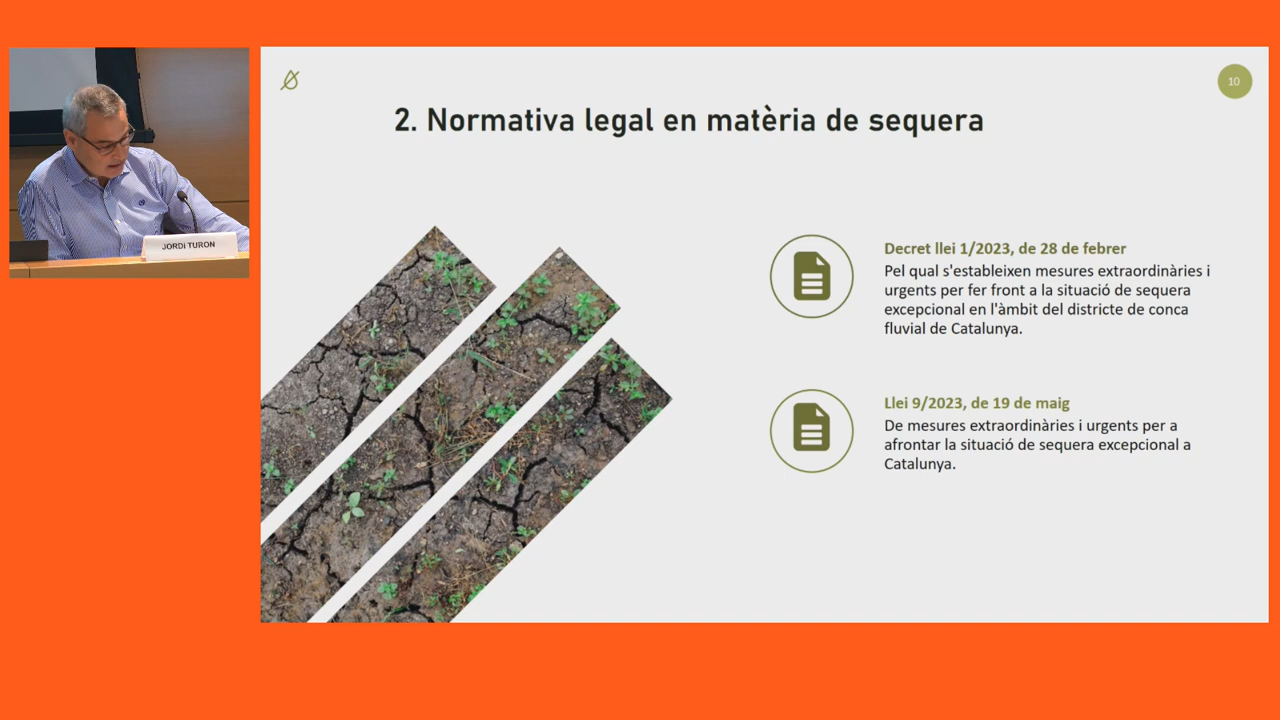 JORDI TURON
10
2. Normativa legal en matèria de sequera
Decret llei 1/2023, de 28 de febrer
Pel qual s'estableixen mesures extraordinàries i
urgents per fer front a la situació de sequera
excepcional en l'àmbit del districte de conca
fluvial de Catalunya.
Llei 9/2023, de 19 de maig
De mesures extraordinàries i urgents per a
afrontar la situació de sequera excepcional a
Catalunya.